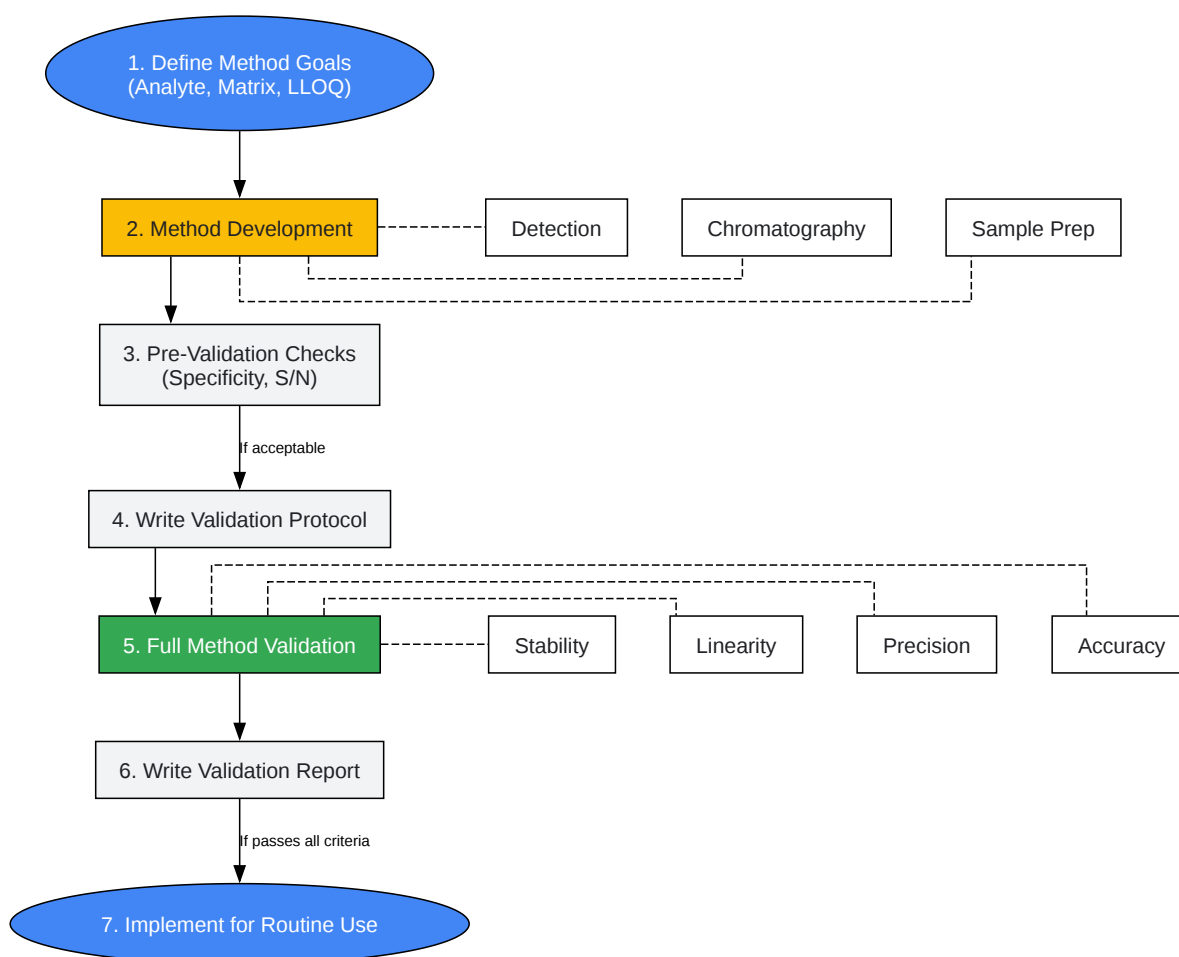 1. Define Method Goals
(Analyte, Matrix, LLOQ)
2. Method Development
Detection
Chromatography
Sample Prep
3. Pre-Validation Checks
(Specificity, S/N)
If acceptable
4. Write Validation Protocol
5. Full Method Validation
Stability
Linearity
Precision
Accuracy
6. Write Validation Report
If passes all criteria
7. Implement for Routine Use